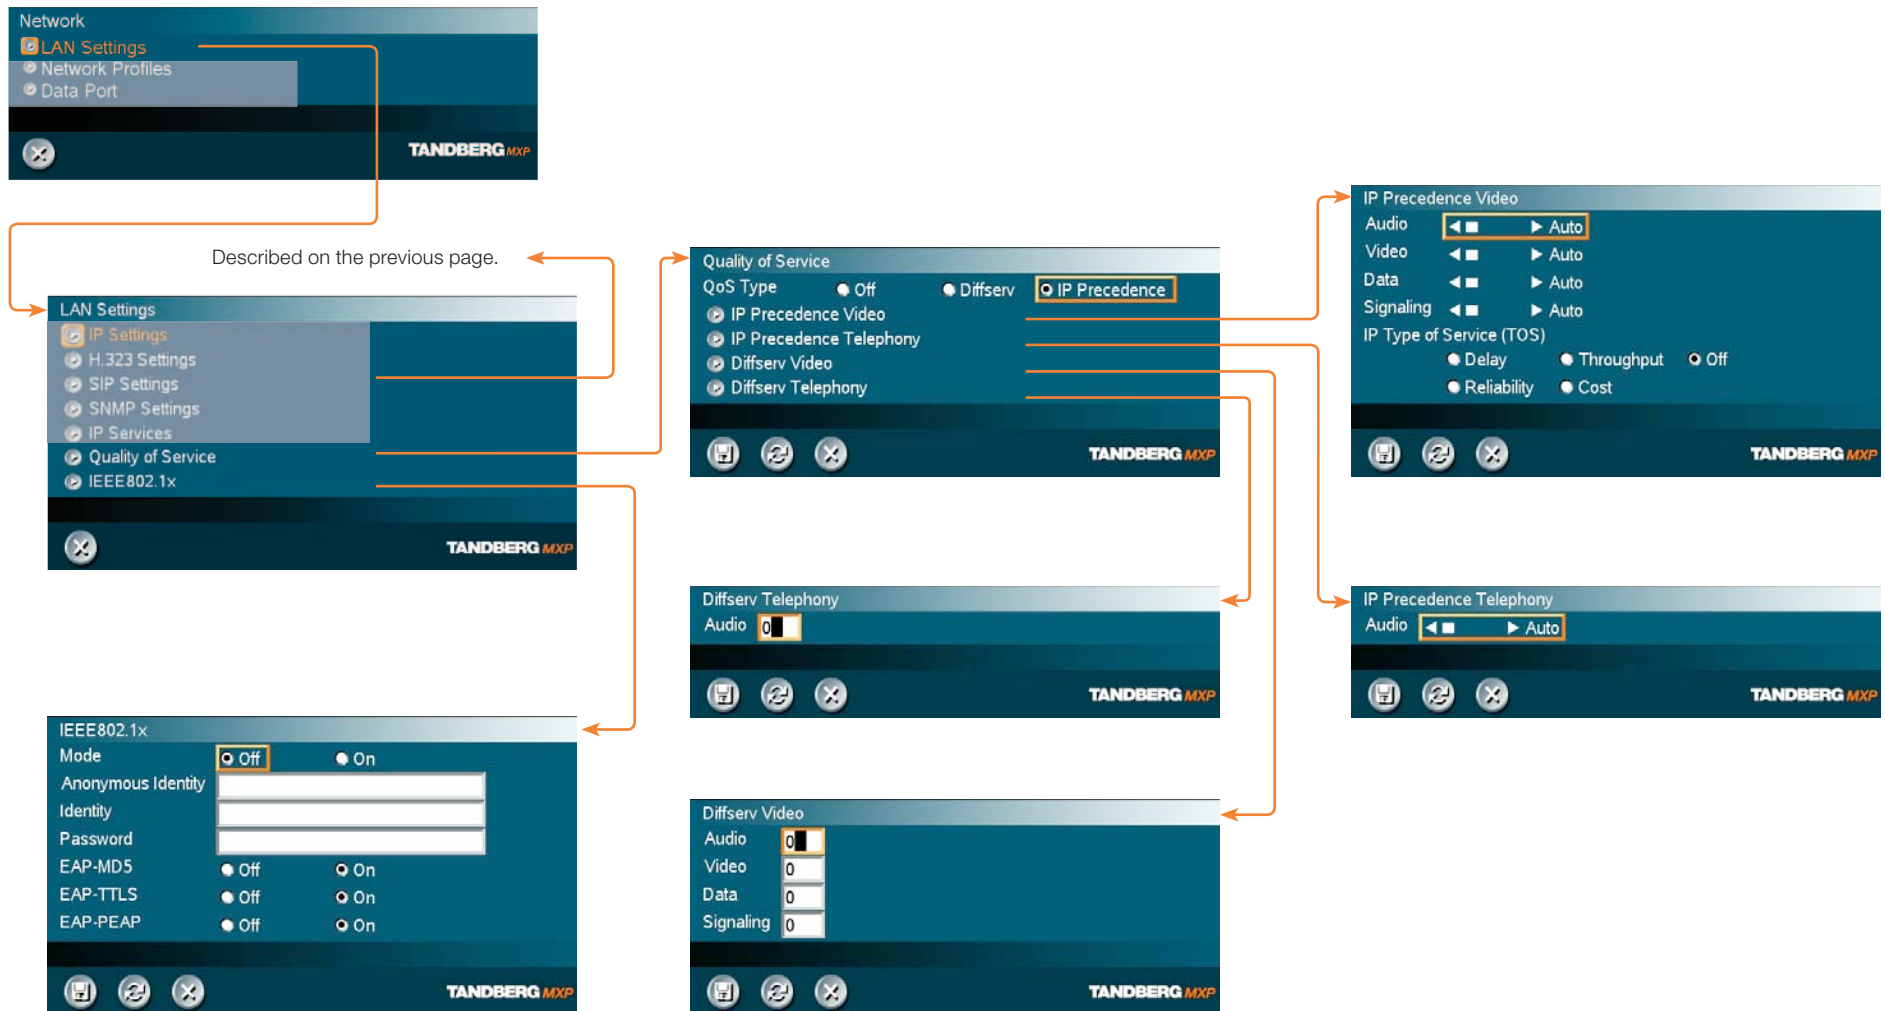 Network
LAN Settings
Network Profiles
Data Port
TANDBERG MXP
Described on the previous page.
LAN Settings
IP Settings
H.323 Settings
SIP Settings
SNMP Settings
IP Services
Quality of Service
IEEE802.1x
TANDBERG MXP
Quality of Service
QoS Type Off Diffserv IP Precedence
IP Precedence Video
IP Precedence Telephony
Diffserv Video
Diffserv Telephony
TANDBERG MXP
IP Precedence Video
Audio Auto
Video Auto
Data Auto
Signaling Auto
IP Type of Service (TOS)
Delay Throughput Off
Reliability Cost
TANDBERG MXP
Diffserv Telephony
Audio 0
TANDBERG MXP
IP Precedence Telephony
Audio Auto
TANDBERG MXP
IEEE802.1x
Mode Off On
Anonymous Identity
Identity
Password
EAP-MD5 Off On
EAP-TTLS Off On
EAP-PEAP Off On
TANDBERG MXP
Diffserv Video
Audio 0
Video 0
Data 0
Signaling 0
TANDBERG MXP